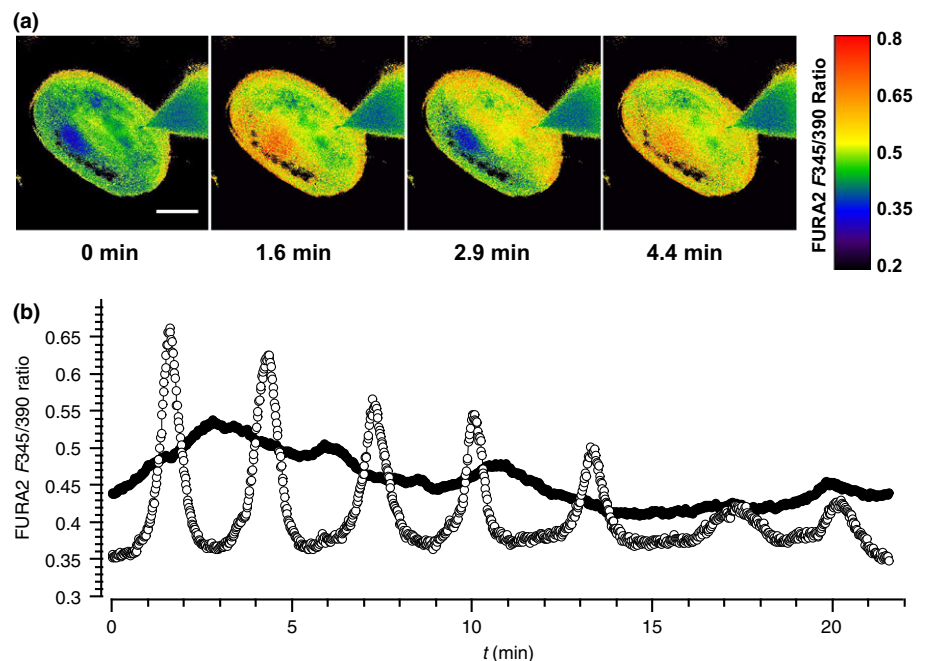 (a)
0 min
1.6 min
2.9 min
4.4 min
FURA2 F345/390 Ratio
0.8
0.65
0.5
0.35
0.2
(b)
FURA2 F345/390 ratio
0.65
0.6
0.55
0.5
0.45
0.4
0.35
0.3
0
5
10
15
20
t (min)